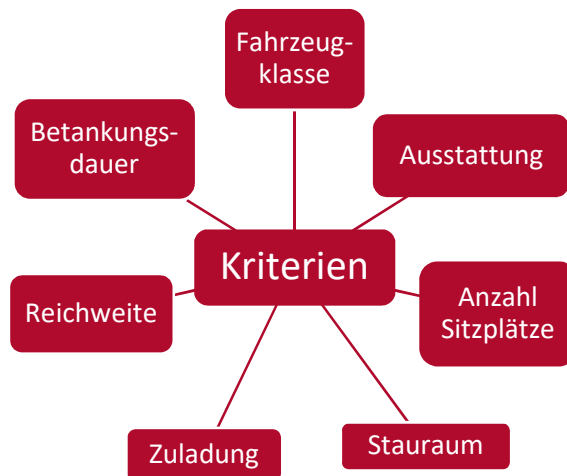 Fahrzeug-
klasse
Betankungs-
dauer
Ausstattung
Kriterien
Reichweite
Anzahl
Sitzplätze
Zuladung
Stauraum